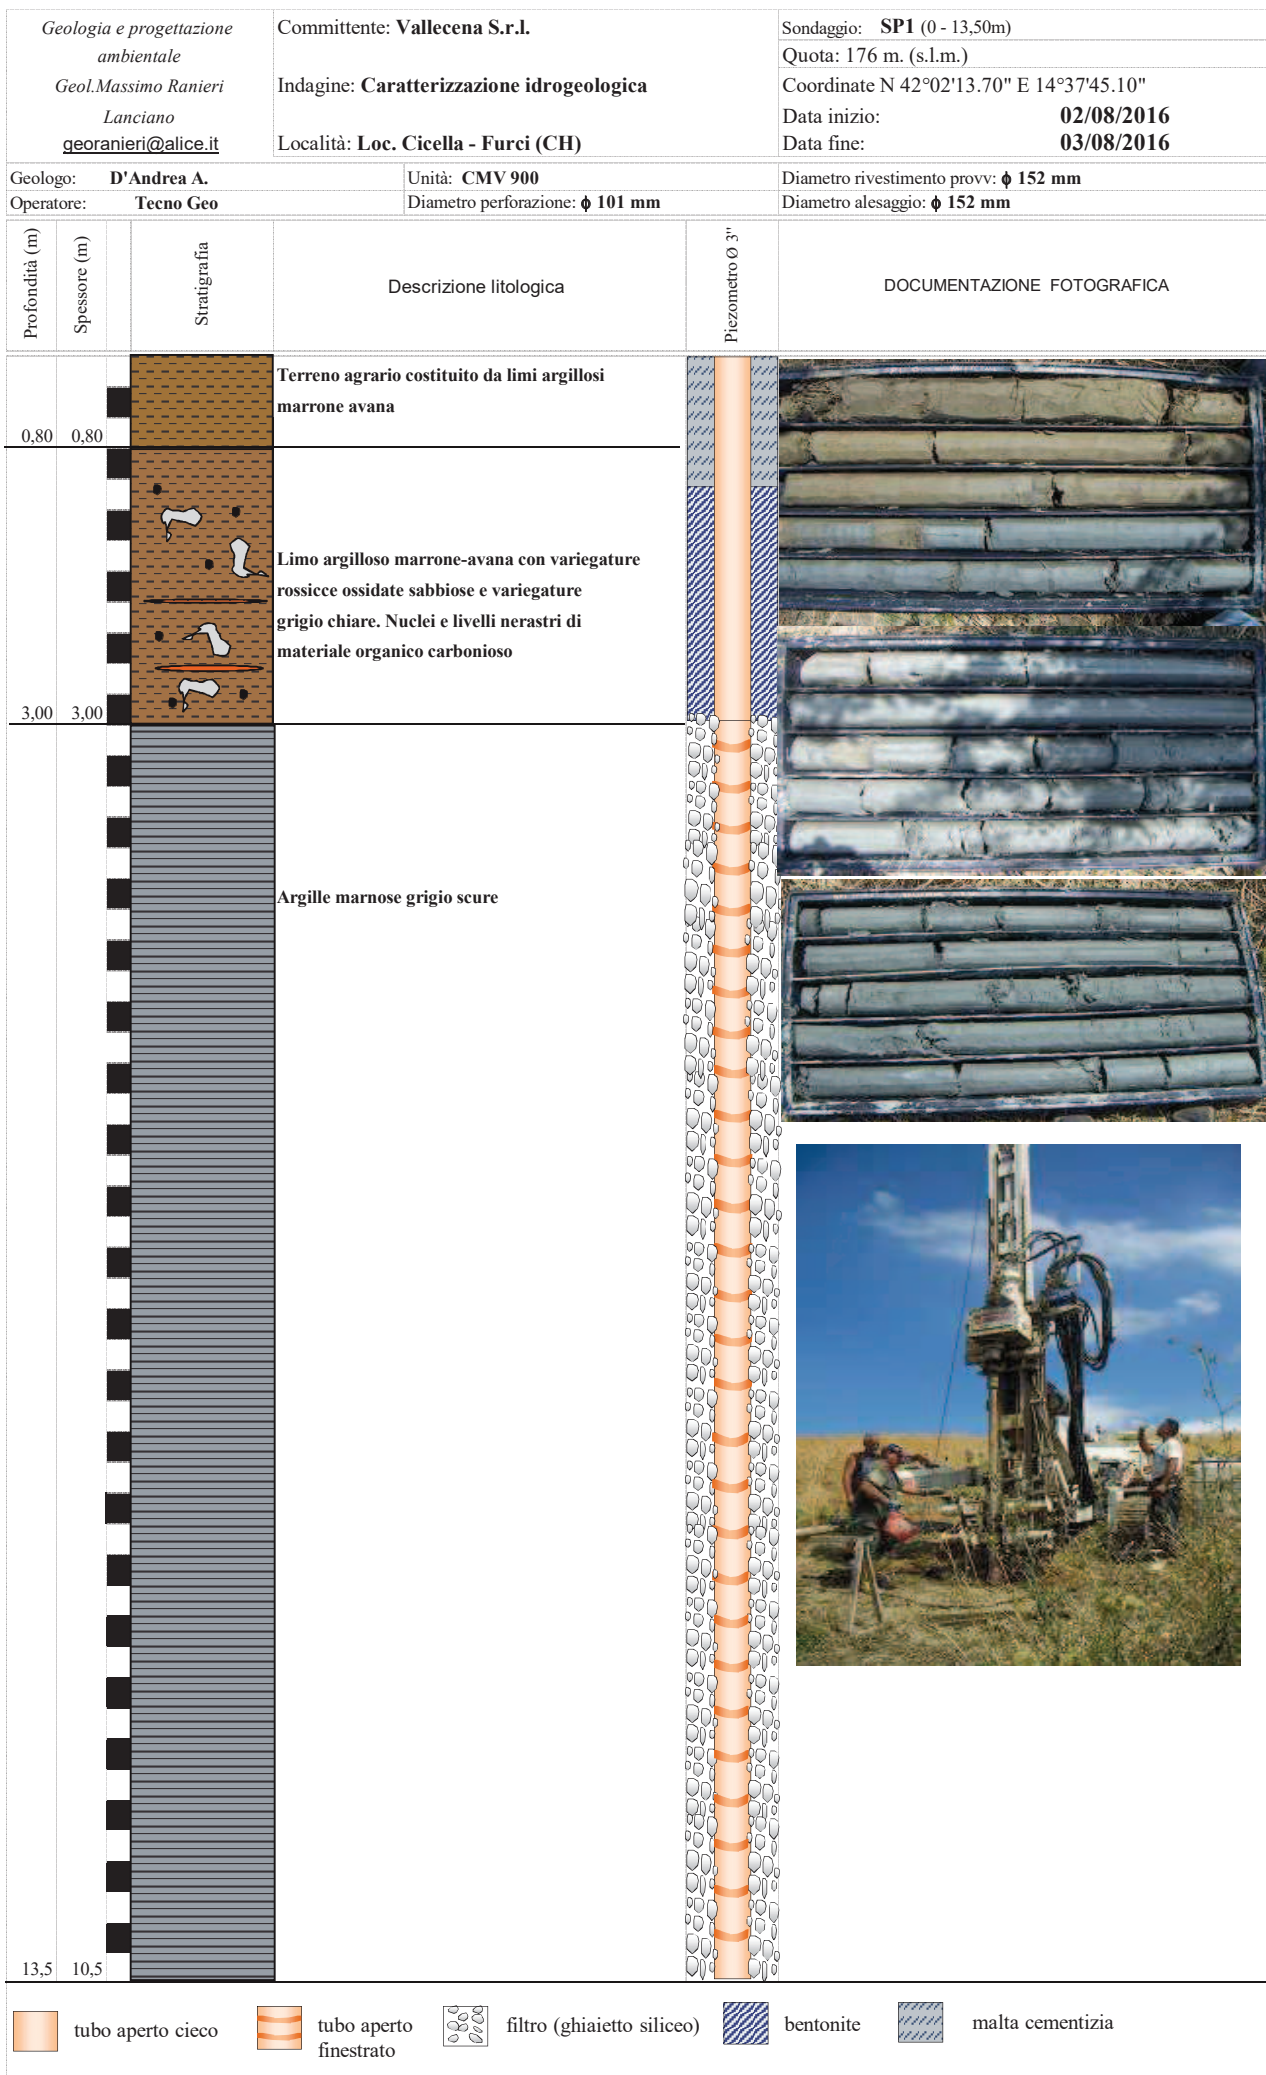 Geologia e progettazione
ambientale
Geol.Massimo Ranieri
Lanciano
georanieri@alice.it
Committente: Vallecena S.r.l.
Indagine: Caratterizzazione idrogeologica
Località: Loc. Cicella - Furci (CH)
Sondaggio: SP1 (0 - 13,50m)
Quota: 176 m. (s.l.m.)
Coordinate N 42°02'13.70" E 14°37'45.10"
Data inizio: 02/08/2016
Data fine: 03/08/2016
Geologo: D'Andrea A.
Operatore: Tecno Geo
Unità: CMV 900
Diametro perforazione: ϕ 101 mm
Diametro rivestimento provv: ϕ 152 mm
Diametro alesaggio: ϕ 152 mm
Profondità (m)
Spessore (m)
Stratigrafia
Descrizione litologica
Piezometro Ø 3"
DOCUMENTAZIONE FOTOGRAFICA
Terreno agrario costituito da limi argillosi
marrone avana
0,80 0,80
Limo argilloso marrone-avana con variegature
rossicce ossidate sabbiose e variegature
grigio chiare. Nuclei e livelli nerastri di
materiale organico carbonioso
3,00 3,00
Argille marnose grigio scure
13,5 10,5
tubo aperto cieco
tubo aperto
finestrato
filtro (ghiaietto siliceo)
bentonite
malta cementizia